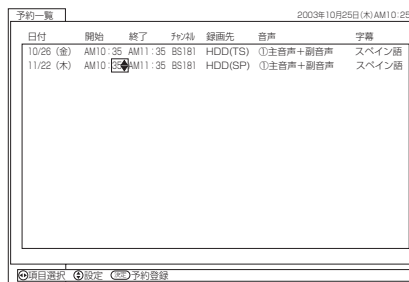 予約一覧 2003年10月25日(木)AM10:25
日付 開始 終了 チャンネル 録画先 音声 字幕
10/26 (金) AM10:35 AM11:35 BS181 HDD(TS) ①主音声+副音声 スペイン語
11/22 (木) AM10:35 AM11:35 BS181 HDD(SP) ①主音声+副音声 スペイン語
項目選択 設定 決定 予約登録